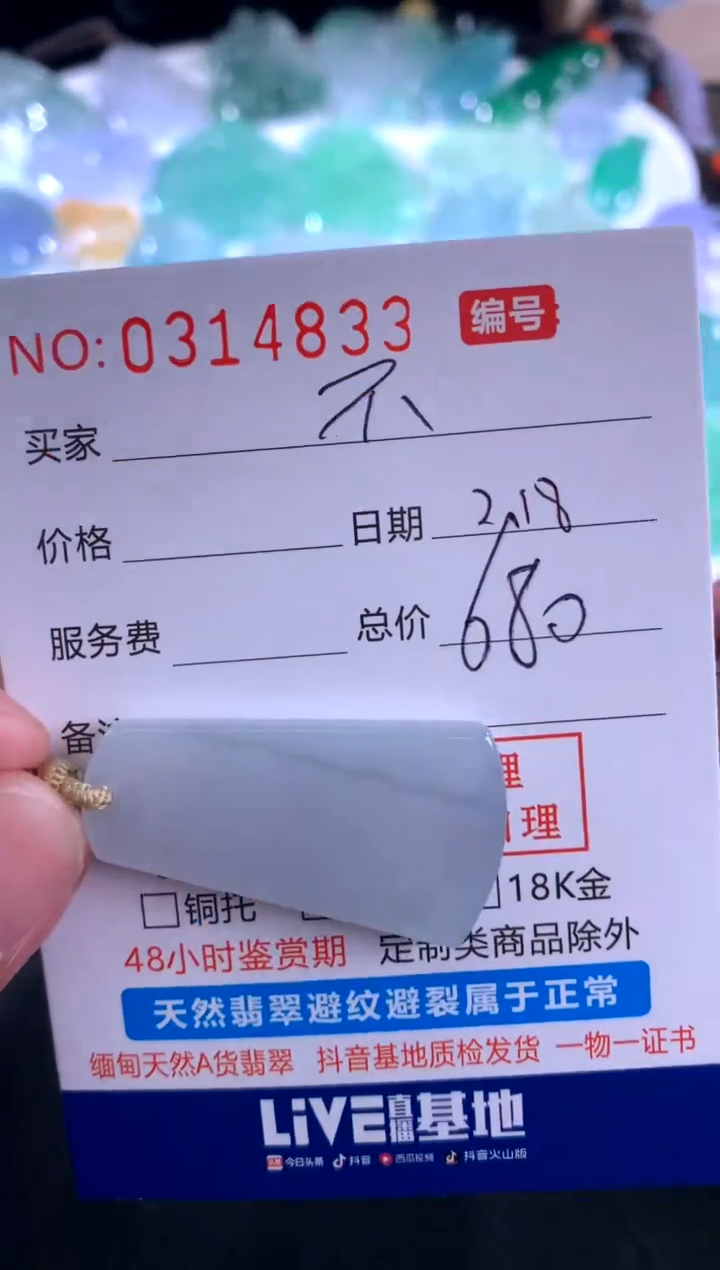 NO:0314833 编号
买家 不
价格 日期 2.18
服务费 总价 680
备
理
理
铜托 18K金
48小时鉴赏期 定制类商品除外
天然翡翠避纹避裂属于正常
缅甸天然A货翡翠 抖音基地质检发货 一物一证书
LIVE直播基地
今日头条 抖音 西瓜视频 抖音火山版